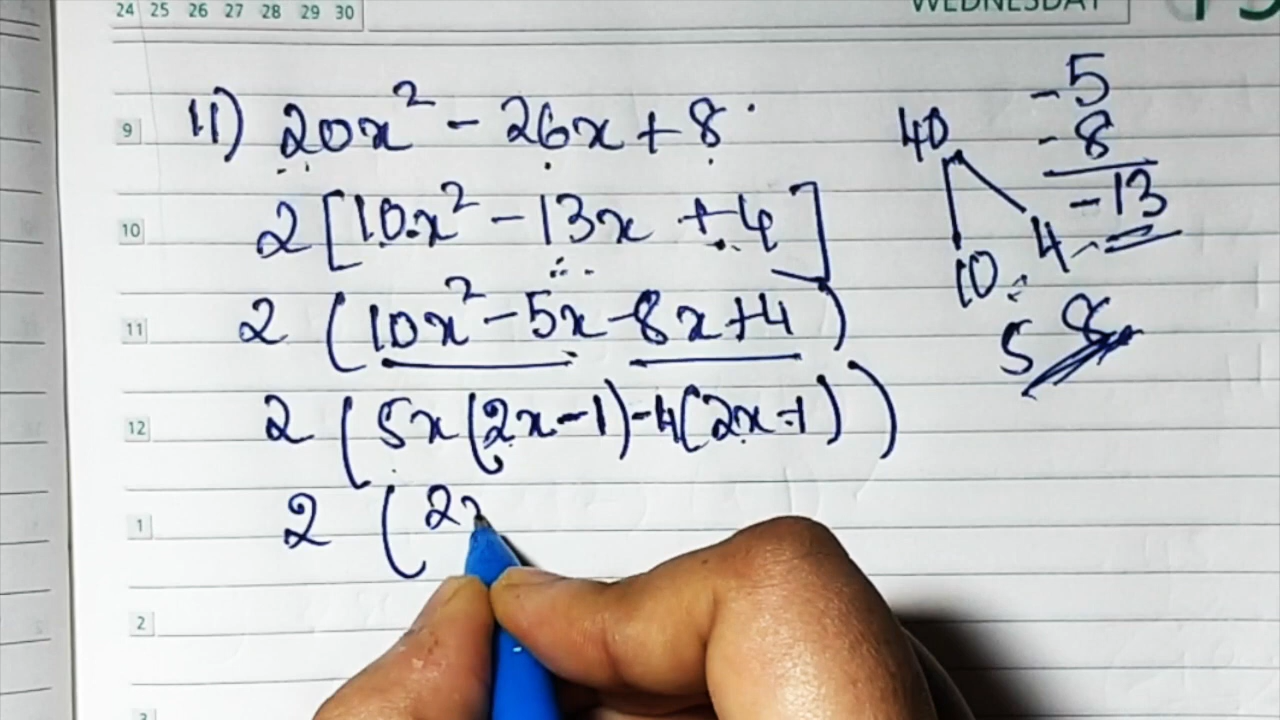 24 25 26 27 28 29 30
WEDNESDAY
9
11) 20x² - 26x + 8
-5
-8
-13
40
10 4
5 8
10
2 [10x² - 13x + 4]
11
2 (10x² - 5x - 8x + 4)
12
2 (5x(2x - 1) - 4(2x - 1))
1
2 (2x
2
3